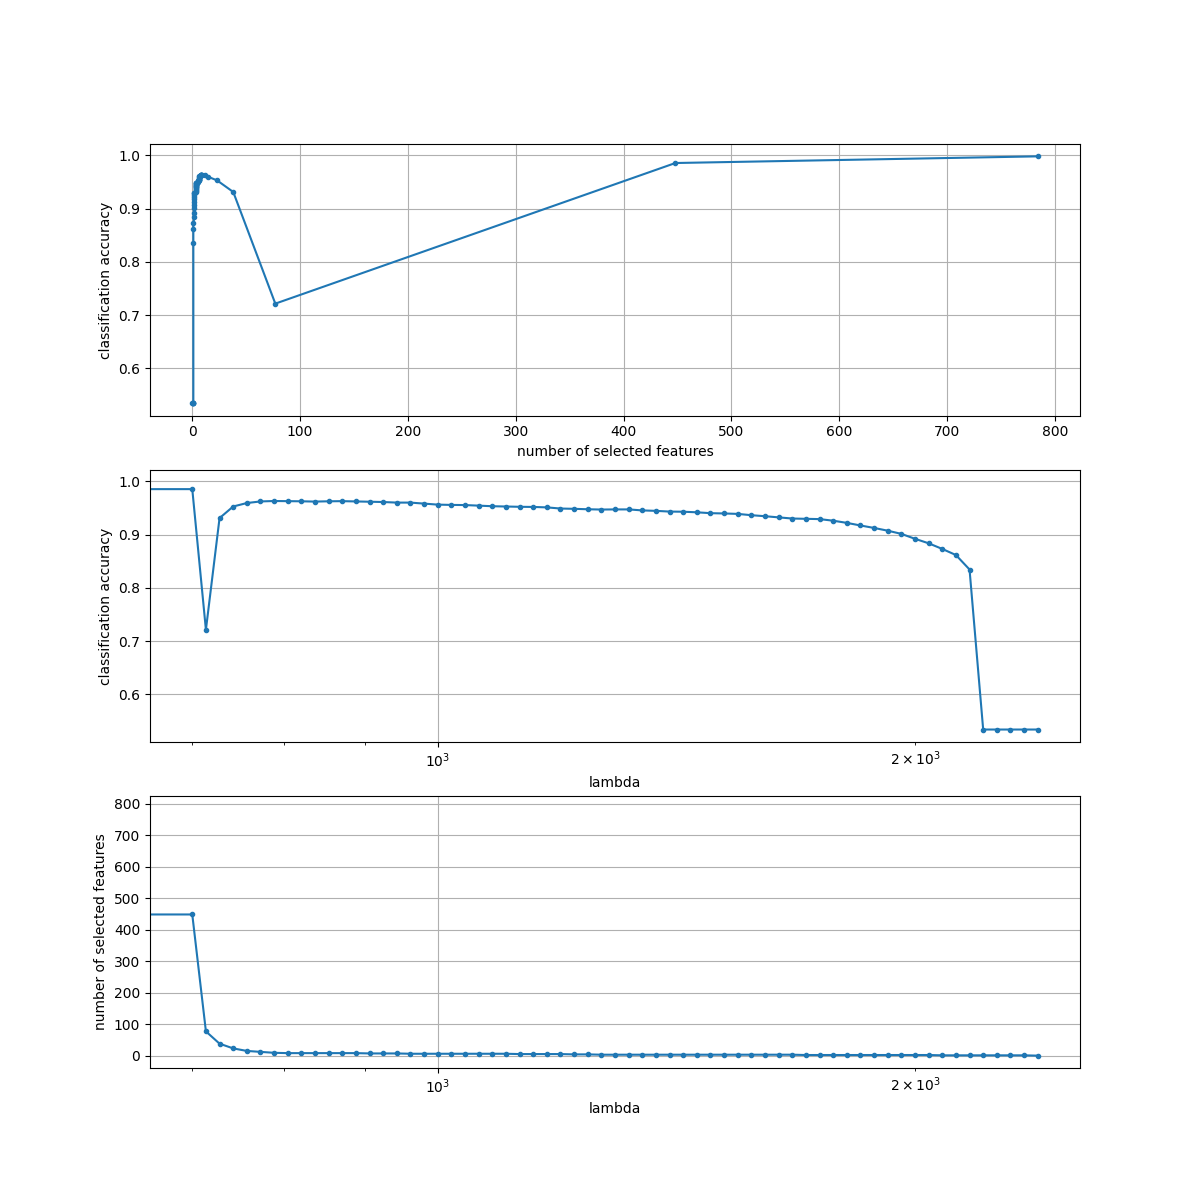 1.0
0.9
0.8
0.7
0.6
classification accuracy
0 100 200 300 400 500 600 700 800
number of selected features
1.0
0.9
0.8
0.7
0.6
classification accuracy
10³ 2 × 10³
lambda
800
700
600
500
400
300
200
100
0
number of selected features
10³ 2 × 10³
lambda